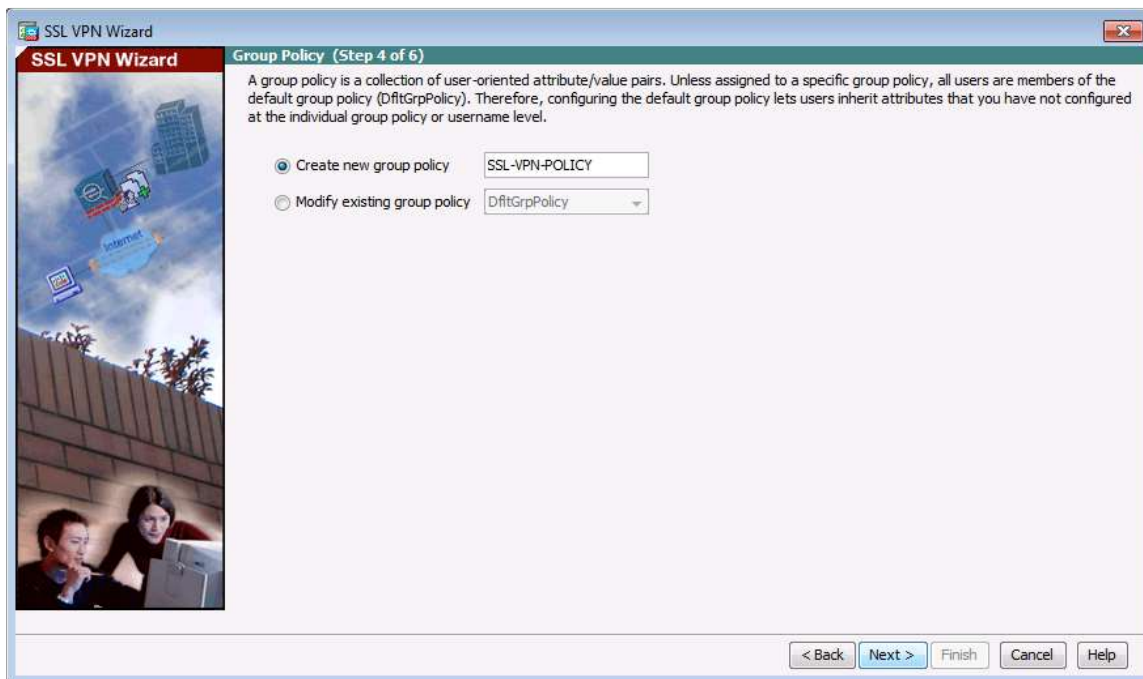 SSL VPN Wizard
SSL VPN Wizard
Group Policy (Step 4 of 6)
A group policy is a collection of user-oriented attribute/value pairs. Unless assigned to a specific group policy, all users are members of the
default group policy (DfltGrpPolicy). Therefore, configuring the default group policy lets users inherit attributes that you have not configured
at the individual group policy or username level.
Create new group policy SSL-VPN-POLICY
Modify existing group policy DfltGrpPolicy
Internet
< Back Next > Finish Cancel Help